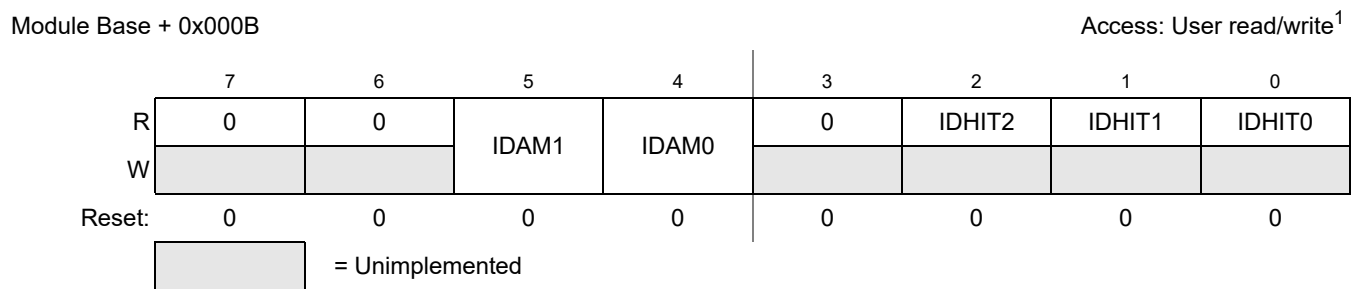 Module Base + 0x000B Access: User read/write1
7 6 5 4 3 2 1 0
R 0 0 IDAM1 IDAM0 0 IDHIT2 IDHIT1 IDHIT0
W
Reset: 0 0 0 0 0 0 0 0
= Unimplemented